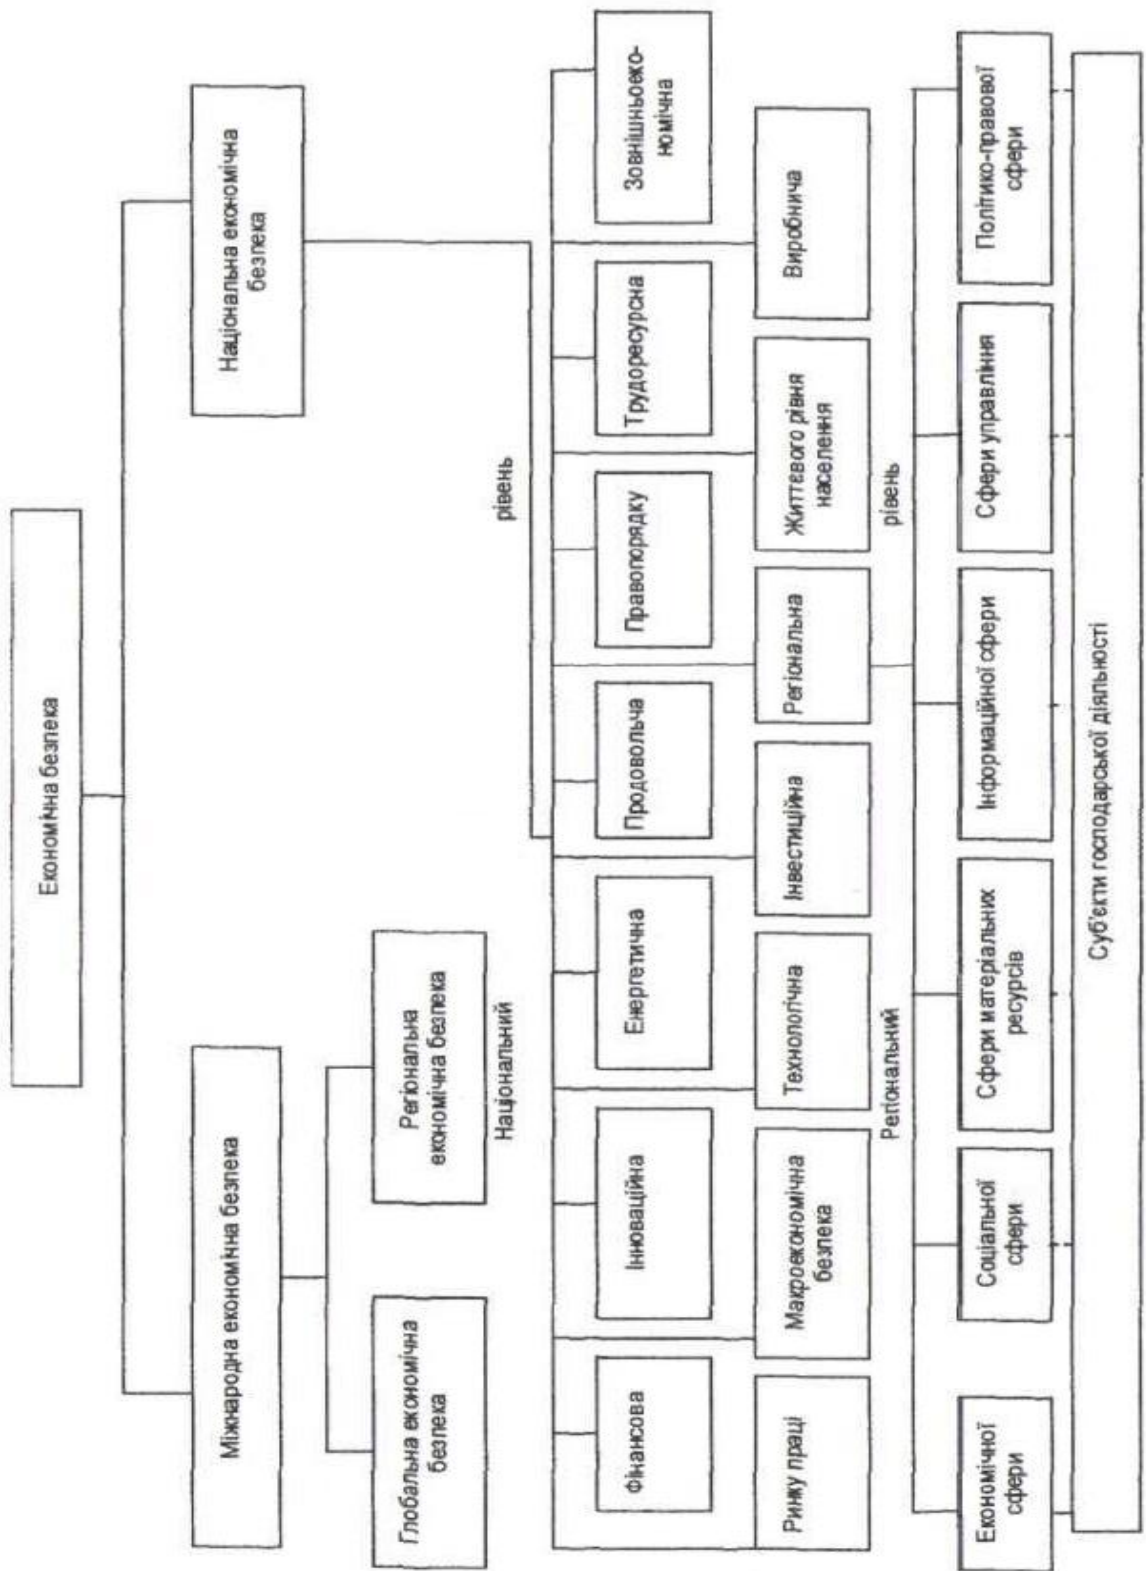 Економічна безпека
Міжнародна економічна безпека
Національна економічна
безпека
Глобальна економічна
безпека
Регіональна
економічна безпека
Національний
рівень
Фінансова
Інноваційна
Енергетична
Продовольча
Правопорядку
Трудоресурсна
Зовнішньоеко-
номічна
Ринку праці
Макроекономічна
безпека
Технологічна
Інвестиційна
Регіональна
Життєвого рівня
населення
Виробнича
Регіональний
рівень
Економічної
сфери
Соціальної
сфери
Сфери матеріальних
ресурсів
Інформаційної сфери
Сфери управління
Політико-правової
сфери
Суб'єкти господарської діяльності